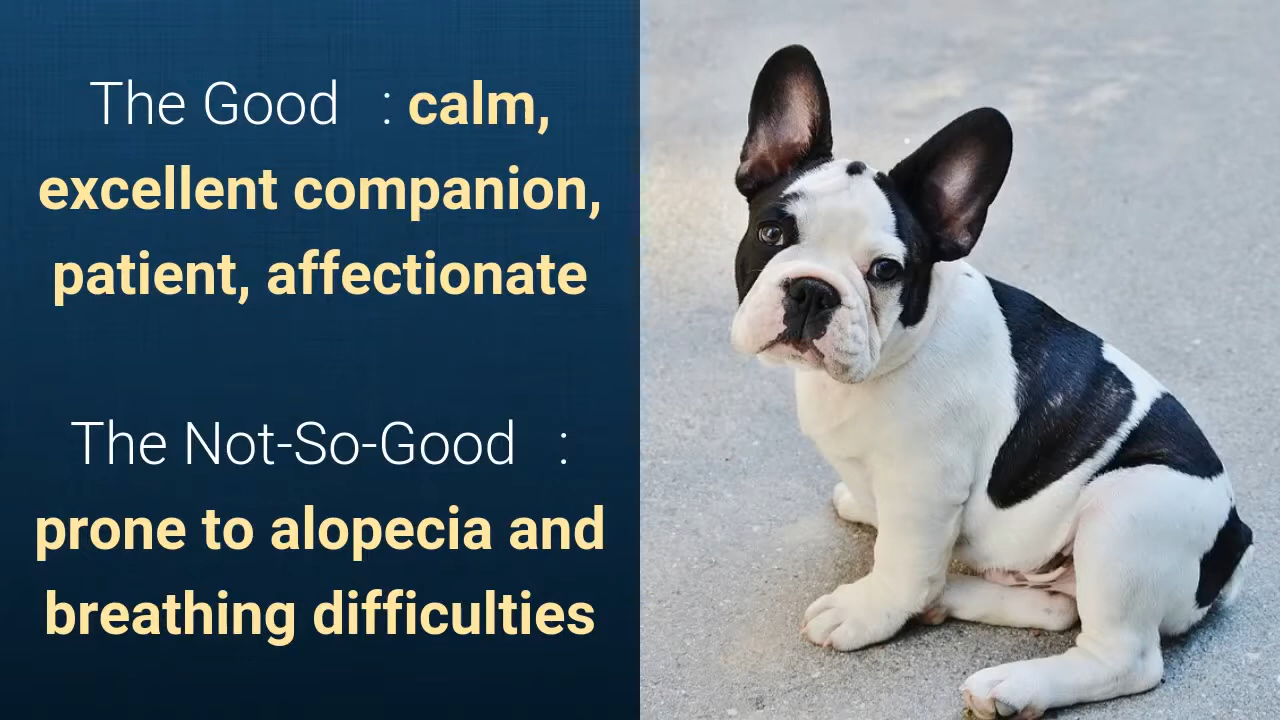 The Good : calm,
excellent companion,
patient, affectionate
The Not-So-Good :
prone to alopecia and
breathing difficulties